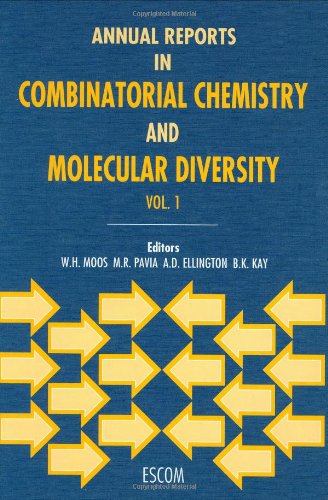 ANNUAL REPORTS
IN
COMBINATORIAL CHEMISTRY
AND
MOLECULAR DIVERSITY
VOL. 1
Editors
W.H. MOOS M.R. PAVIA A.D. ELLINGTON B.K. KAY
ESCOM